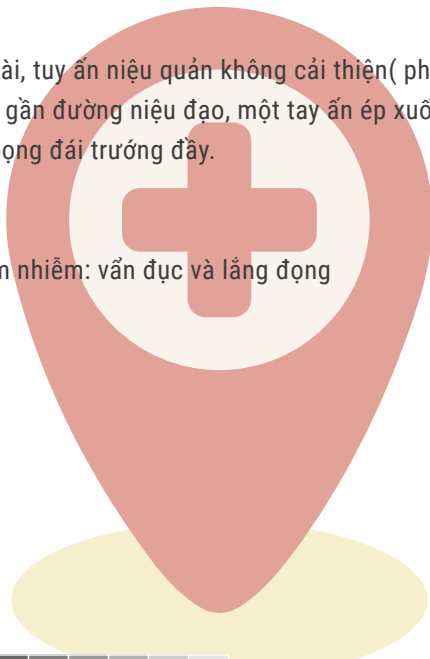 ài, tuy ấn niệu quản không cải thiện( ph
gần đường niệu đạo, một tay ấn ép xuố
ọng đái trướng đầy.
m nhiễm: vẩn đục và lắng đọng